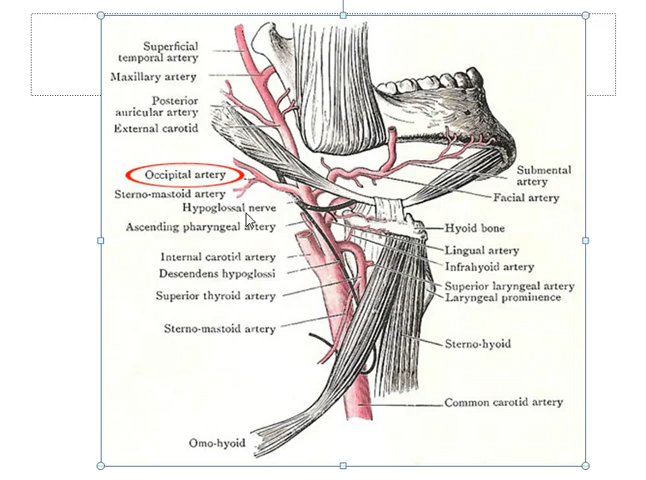 Superficial
temporal artery
Maxillary artery
Posterior
auricular artery
External carotid
Occipital artery
Sterno-mastoid artery
Hypoglossal nerve
Ascending pharyngeal artery
Internal carotid artery
Descendens hypoglossi
Superior thyroid artery
Sterno-mastoid artery
Omo-hyoid
Submental
artery
Facial artery
Hyoid bone
Lingual artery
Infrahyoid artery
Superior laryngeal artery
Laryngeal prominence
Sterno-hyoid
Common carotid artery